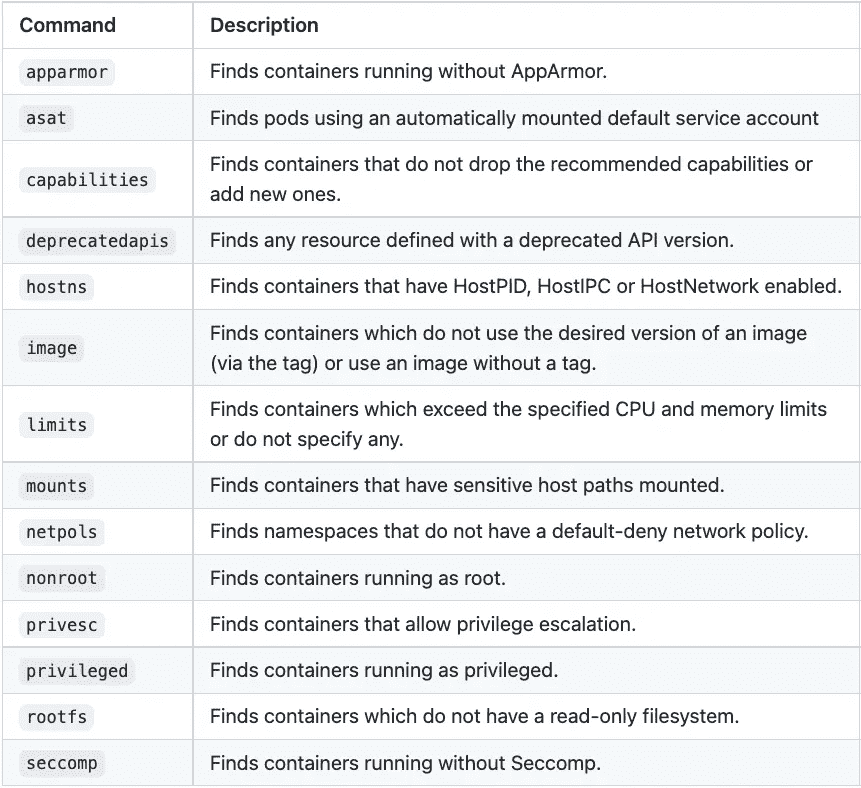 Command Description
apparmor Finds containers running without AppArmor.
asat Finds pods using an automatically mounted default service account
capabilities Finds containers that do not drop the recommended capabilities or
add new ones.
deprecatedapis Finds any resource defined with a deprecated API version.
hostns Finds containers that have HostPID, HostIPC or HostNetwork enabled.
image Finds containers which do not use the desired version of an image
(via the tag) or use an image without a tag.
limits Finds containers which exceed the specified CPU and memory limits
or do not specify any.
mounts Finds containers that have sensitive host paths mounted.
netpols Finds namespaces that do not have a default-deny network policy.
nonroot Finds containers running as root.
privesc Finds containers that allow privilege escalation.
privileged Finds containers running as privileged.
rootfs Finds containers which do not have a read-only filesystem.
seccomp Finds containers running without Seccomp.